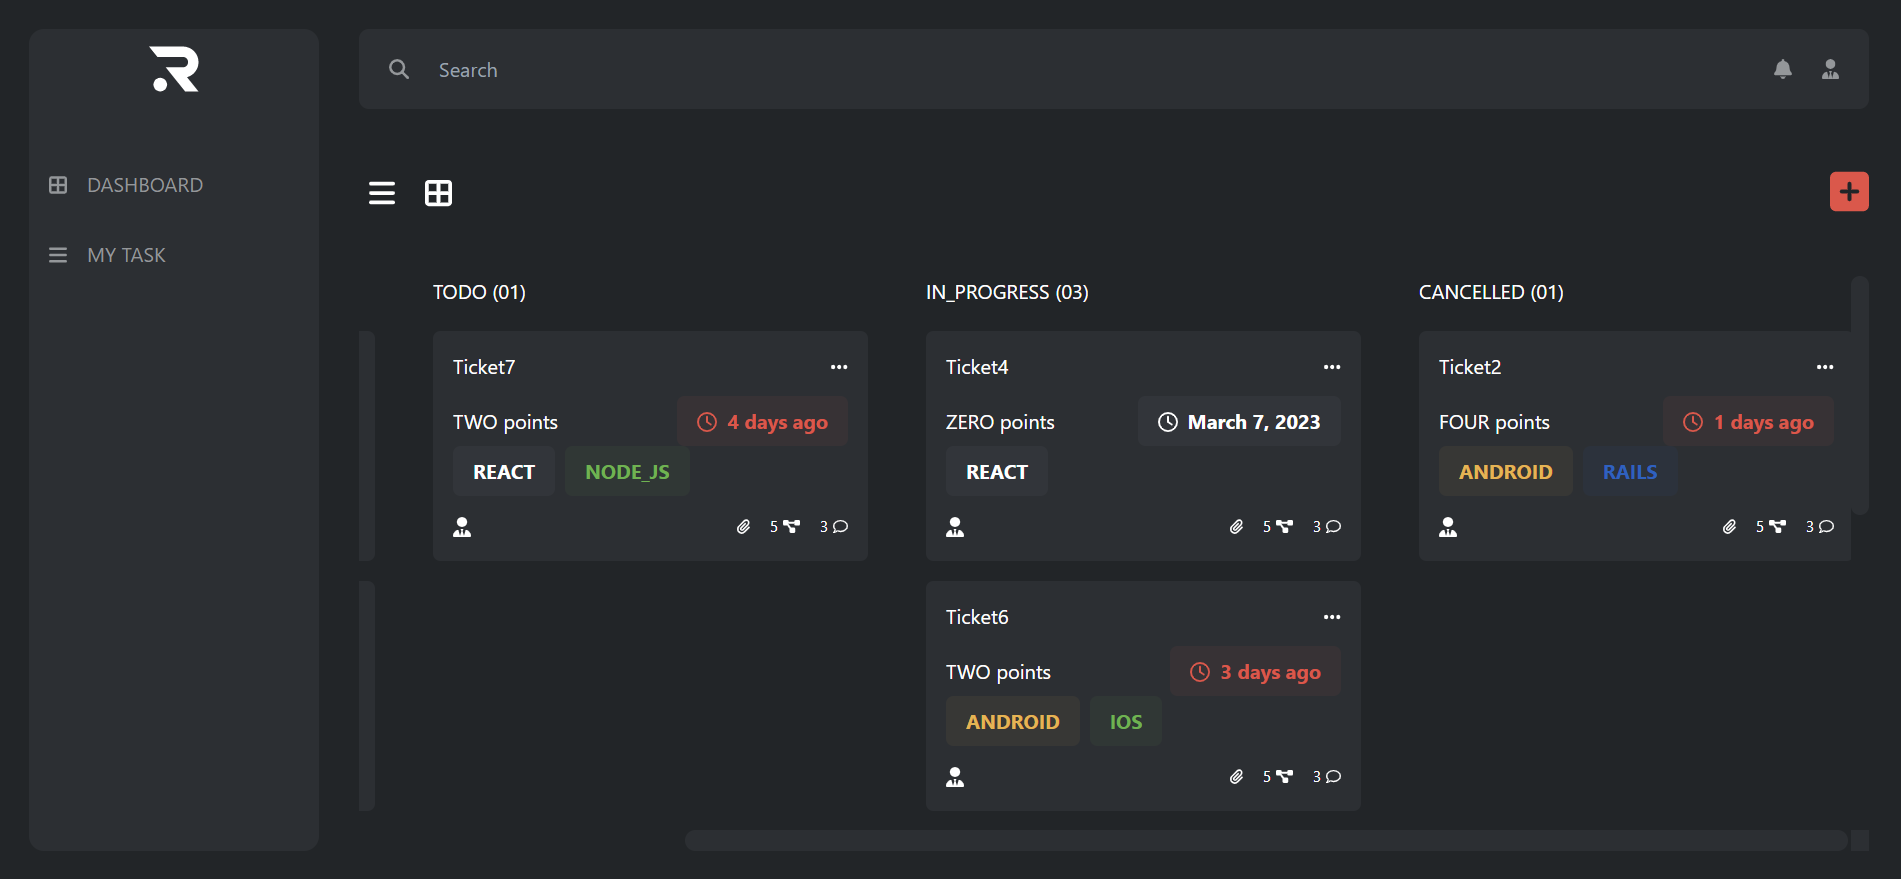 Search
DASHBOARD
MY TASK
TODO (01)
Ticket7
TWO points
4 days ago
REACT
NODE_JS
5
3
IN_PROGRESS (03)
Ticket4
ZERO points
March 7, 2023
REACT
5
3
Ticket6
TWO points
3 days ago
ANDROID
IOS
5
3
CANCELLED (01)
Ticket2
FOUR points
1 days ago
ANDROID
RAILS
5
3